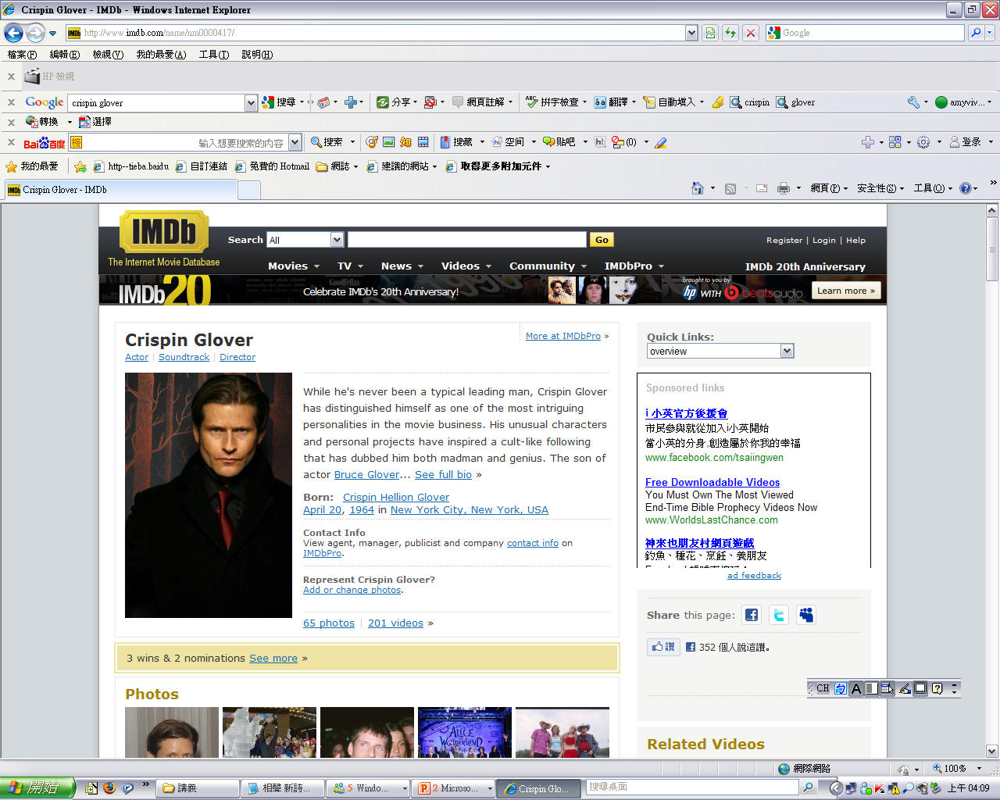 Crispin Glover - IMDb - Windows Internet Explorer
http://www.imdb.com/name/nm0000417/
Google
檔案(F) 編輯(E) 檢視(V) 我的最愛(A) 工具(T) 說明(H)
x HP 檢視
x Google crispin glover 搜尋 分享 網頁註解 拼字檢查 翻譯 自動填入 crispin glover amyviv...
x 轉換 選擇
x Bai百度 輸入想要搜索的内容 搜索 搜藏 空间 贴吧 (0) 登录
我的最愛 http--tieba.baidu 自訂連結 免費的 Hotmail 網誌 建議的網站 取得更多附加元件
Crispin Glover - IMDb
網頁(P) 安全性(S) 工具(O)
IMDb
The Internet Movie Database
Search All Go
Register | Login | Help
Movies TV News Videos Community IMDbPro IMDb 20th Anniversary
IMDb 20 Celebrate IMDb's 20th Anniversary! brought to you by hp WITH beatsaudio Learn more »
Crispin Glover
More at IMDbPro »
Actor | Soundtrack | Director
While he's never been a typical leading man, Crispin Glover
has distinguished himself as one of the most intriguing
personalities in the movie business. His unusual characters
and personal projects have inspired a cult-like following
that has dubbed him both madman and genius. The son of
actor Bruce Glover... See full bio »
Born: Crispin Hellion Glover
April 20, 1964 in New York City, New York, USA
Contact Info
View agent, manager, publicist and company contact info on
IMDbPro.
Represent Crispin Glover?
Add or change photos.
65 photos | 201 videos »
3 wins & 2 nominations See more »
Photos
ALICE IN WONDERLAND
Quick Links:
overview
Sponsored links
i 小英官方後援會
市民參與就從加入i小英開始
當小英的分身,創造屬於你我的幸福
www.facebook.com/tsaiingwen
Free Downloadable Videos
You Must Own The Most Viewed
End-Time Bible Prophecy Videos Now
www.WorldsLastChance.com
神來也朋友村網頁遊戲
釣魚、種花、烹飪、養朋友
ad feedback
Share this page:
讚 352 個人說這讚。
CH
Related Videos
網際網路 100%
開始 講義 相聲 新詩... 5 Windo... 2 Microso... Crispin Glo... 搜尋桌面 上午 04:09